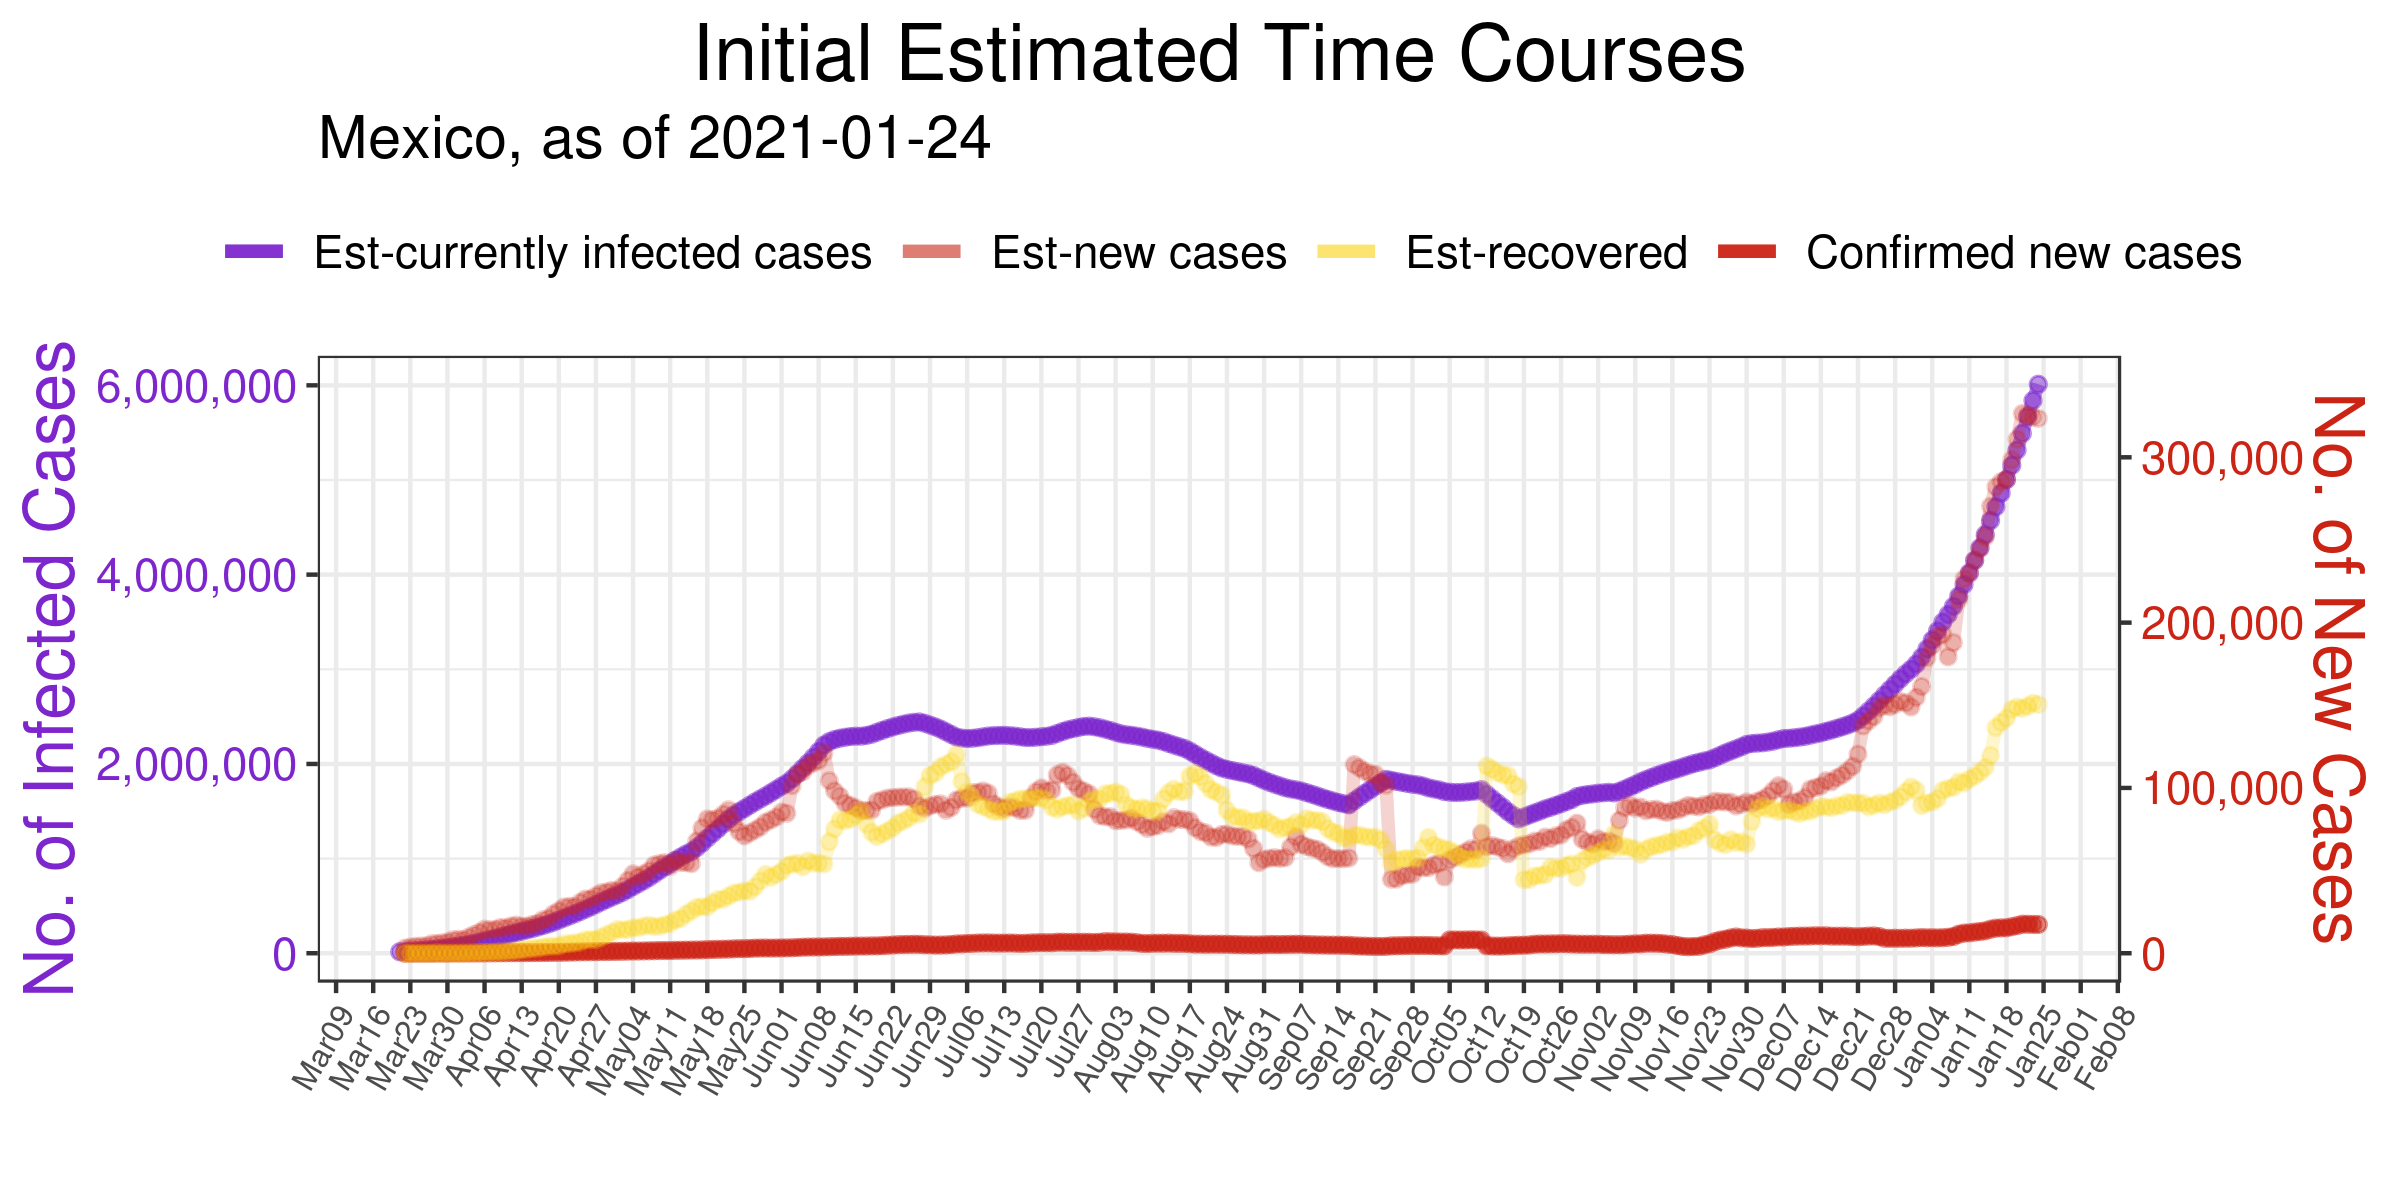 Initial Estimated Time Courses
Mexico, as of 2021-01-24
Est-currently infected cases
Est-new cases
Est-recovered
Confirmed new cases
No. of Infected Cases
6,000,000
4,000,000
2,000,000
0
300,000
200,000
100,000
0
No. of New Cases
Mar09
Mar16
Mar23
Mar30
Apr06
Apr13
Apr20
Apr27
May04
May11
May18
May25
Jun01
Jun08
Jun15
Jun22
Jun29
Jul06
Jul13
Jul20
Jul27
Aug03
Aug10
Aug17
Aug24
Aug31
Sep07
Sep14
Sep21
Sep28
Oct05
Oct12
Oct19
Oct26
Nov02
Nov09
Nov16
Nov23
Nov30
Dec07
Dec14
Dec21
Dec28
Dec04
Jan11
Jan18
Jan25
Jan25
Feb01
Feb08